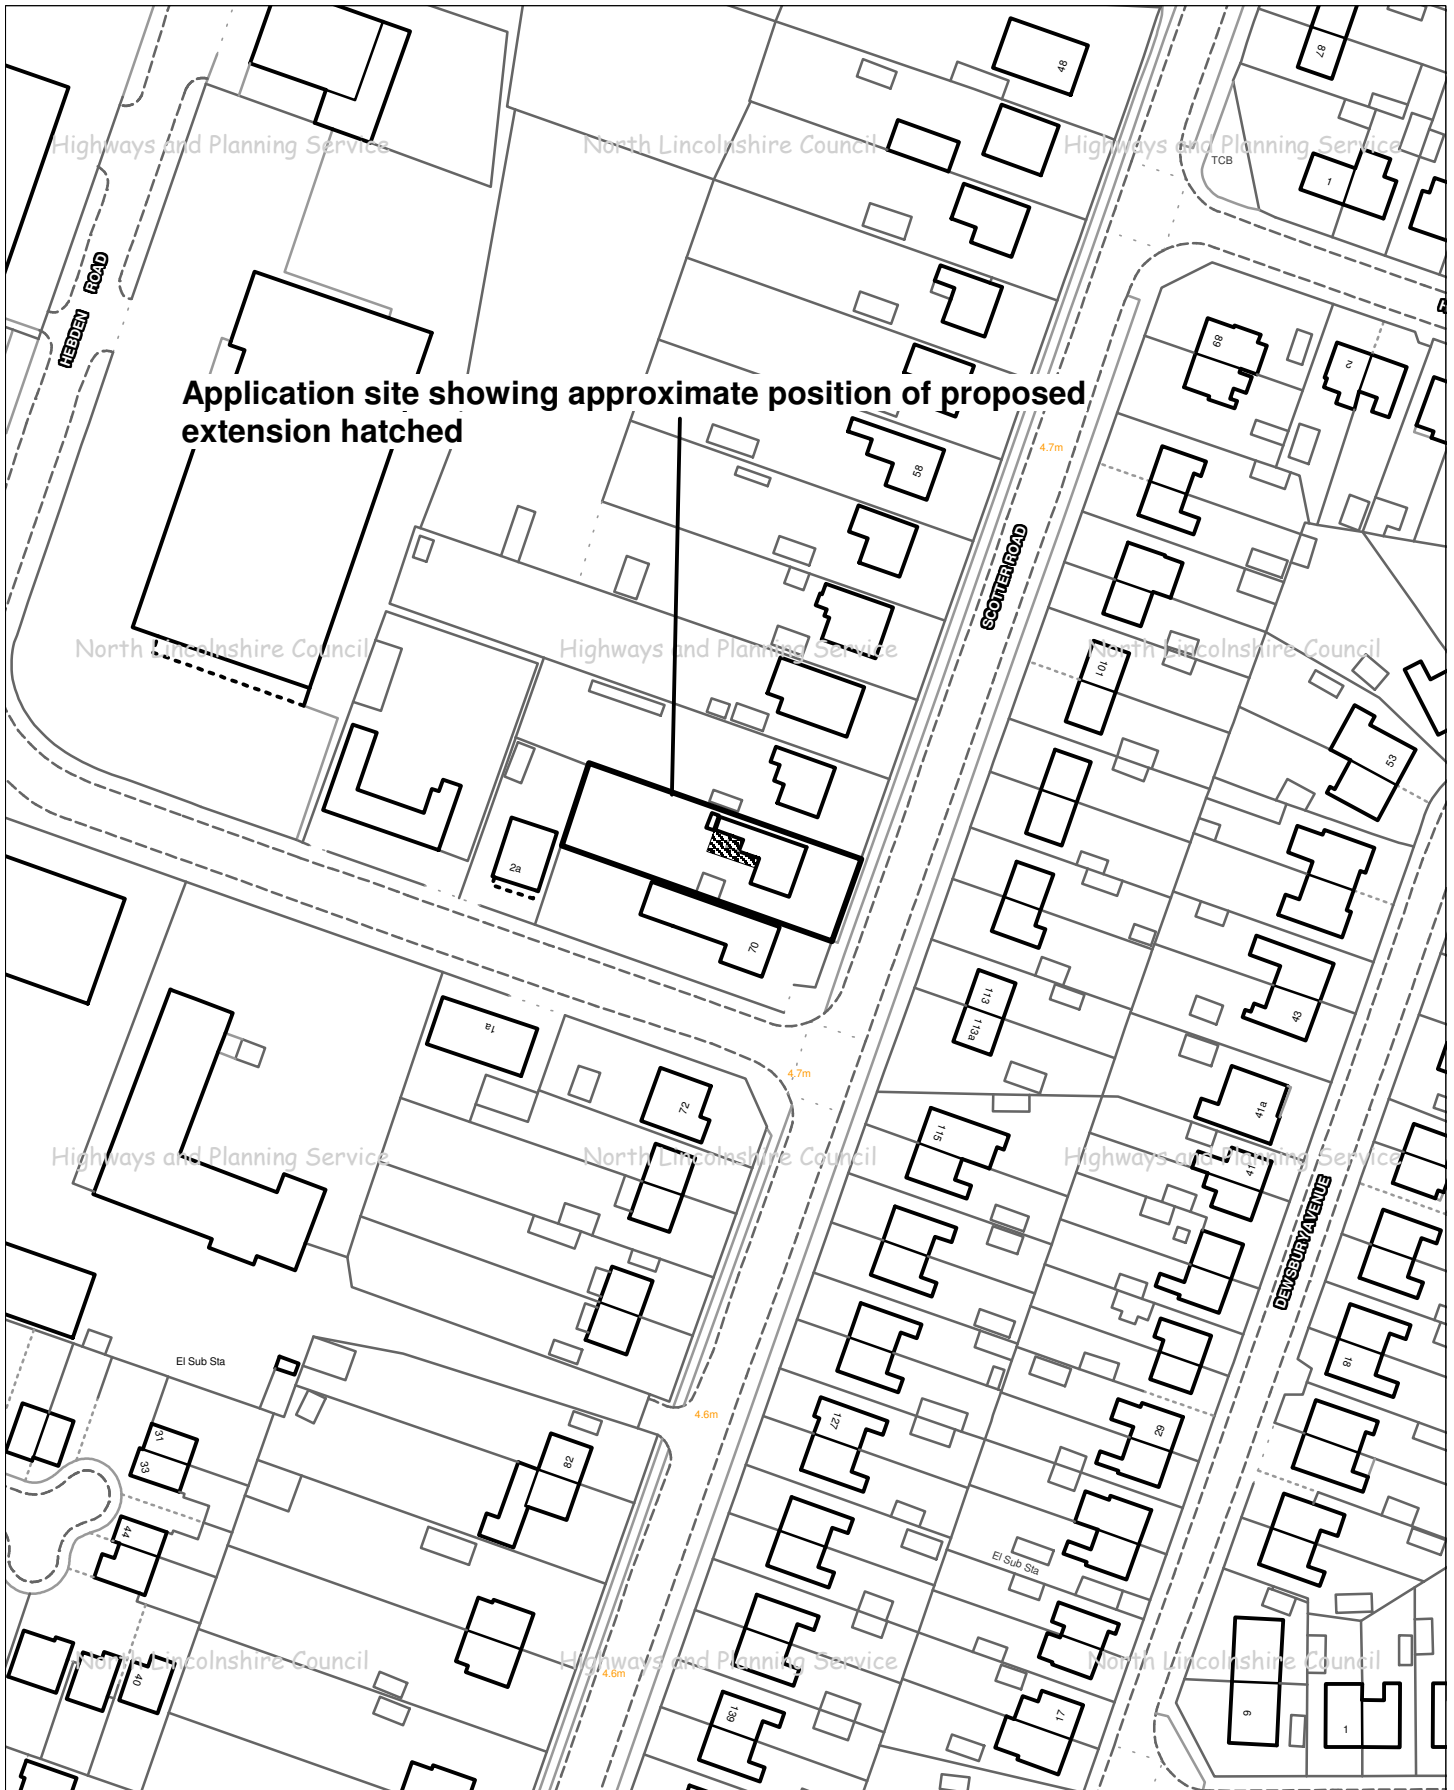 48
87
Highways and Planning Service
North Lincolnshire Council
Highways and Planning Service
TCB
1
HEBDEN ROAD
89
2
Application site showing approximate position of proposed
extension hatched
4.7m
58
SCOTTER ROAD
North Lincolnshire Council
Highways and Planning Service
North Lincolnshire Council
101
53
2a
70
113
113a
43
1a
4.7m
72
41a
115
Highways and Planning Service
North Lincolnshire Council
Highways and Planning Service
41
DEWSBURY AVENUE
El Sub Sta
18
4.6m
127
29
31
33
82
44
El Sub Sta
North Lincolnshire Council
Highways and Planning Service
North Lincolnshire Council
40
4.6m
139
17
9
1